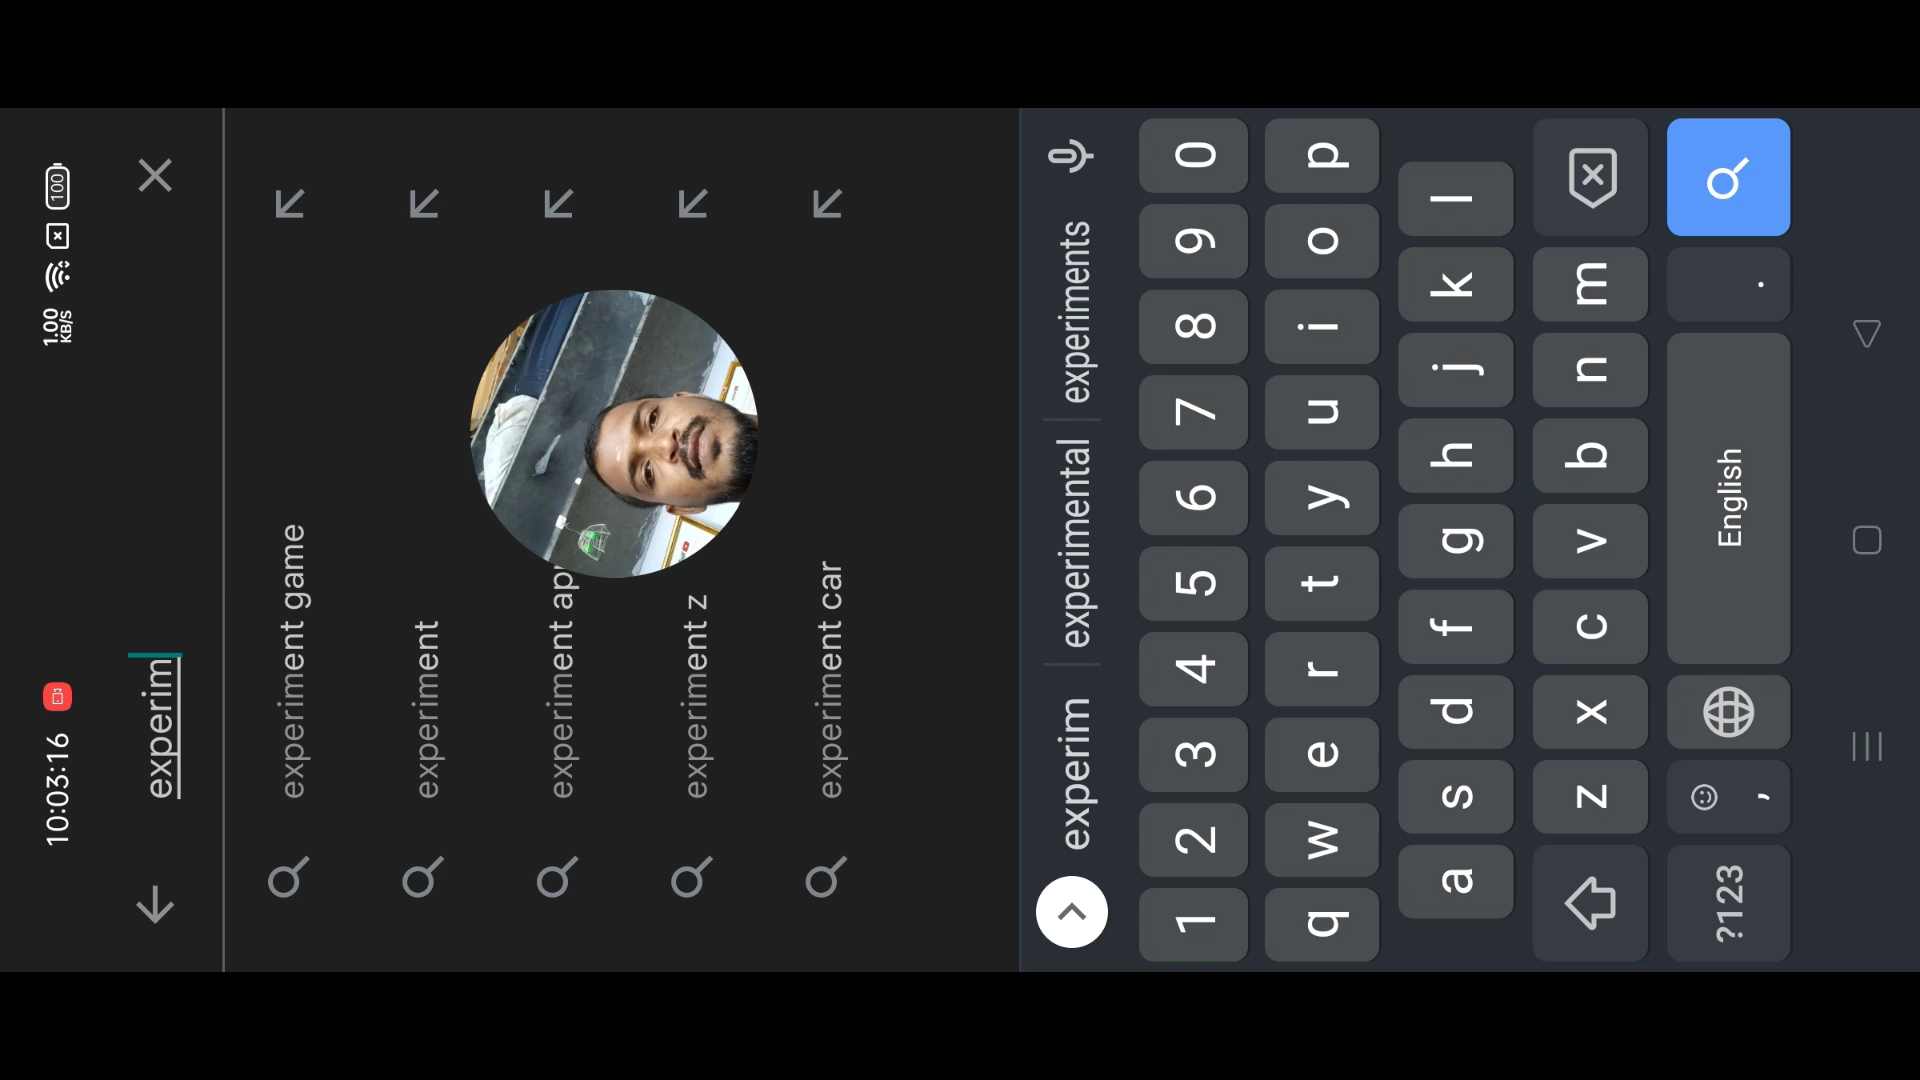 10:03:16
1.00 KB/S
100
experim
experiment game
experiment
experiment ap
experiment z
experiment car
experim experimental experiments
1 2 3 4 5 6 7 8 9 0
q w e r t y u i o p
a s d f g h j k l
z x c v b n m
?123 , English .